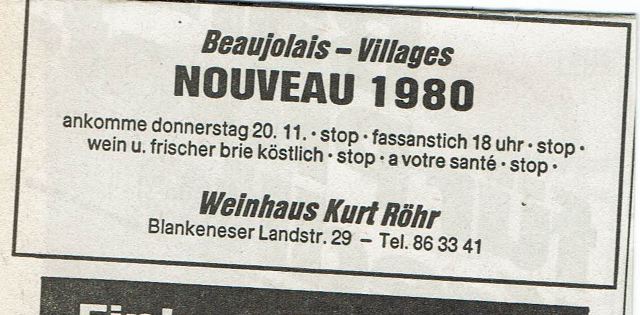 Beaujolais – Villages
NOUVEAU 1980
ankomme donnerstag 20. 11. · stop · fassanstich 18 uhr · stop ·
wein u. frischer brie köstlich · stop · a votre santé · stop ·
Weinhaus Kurt Röhr
Blankeneser Landstr. 29 – Tel. 86 33 41